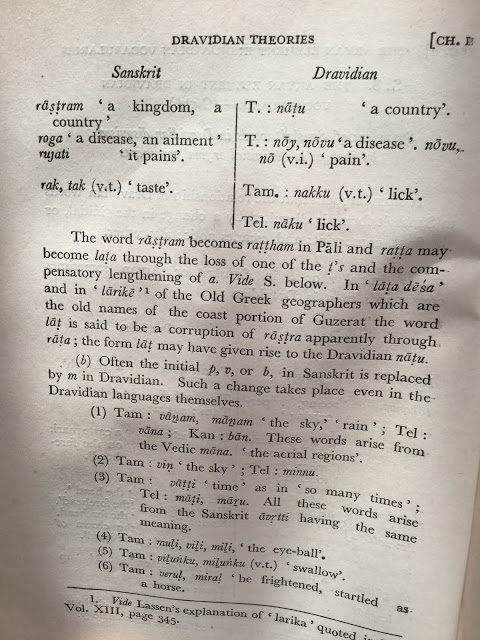 DRAVIDIAN THEORIES [CH. B
Sanskrit Dravidian
rāṣṭram ‘a kingdom, a country’ T. : nāṭu ‘a country’.
roga ‘a disease, an ailment’ T. : nōy, nōvu ‘a disease’. nōvu,
rujati ‘it pains’. nō (v.i.) ‘pain’.
rak, tak (v.t.) ‘taste’. Tam. : nakku (v.t.) ‘lick’.
Tel. nāku ‘lick’.
The word rāṣṭram becomes raṭṭham in Pāli and raṭṭa may
become laṭa through the loss of one of the ṭ’s and the com-
pensatory lengthening of a. Vide S. below. In ‘lāṭa dēśa’
and in ‘lārikē’¹ of the Old Greek geographers which are
the old names of the coast portion of Guzerat the word
lāṭ is said to be a corruption of rāṣṭra apparently through
rāṭa ; the form lāṭ may have given rise to the Dravidian nāṭu.
(b) Often the initial p, v, or b, in Sanskrit is replaced
by m in Dravidian. Such a change takes place even in the
Dravidian languages themselves.
(1) Tam : vāṉam, māṉam ‘the sky,’ ‘rain’ ; Tel :
vāna ; Kan : bān. These words arise from
the Vedic māna. ‘the aerial regions’.
(2) Tam : viṇ ‘the sky’ ; Tel : minnu.
(3) Tam : vāṭṭi ‘time’ as in ‘so many times’ ;
Tel : māṭi, māṟu. All these words arise
from the Sanskrit āvṛtti having the same
meaning.
(4) Tam : muḻi, viḻi, miḻi, ‘the eye-ball’.
(5) Tam : viḻuṅku, miḻuṅku (v.t.) ‘swallow’.
(6) Tam : veruḷ, miraḷ ‘be frightened, startled as
a horse.
1. Vide Lassen’s explanation of ‘larika’ quoted in
Vol. XIII, page 345.